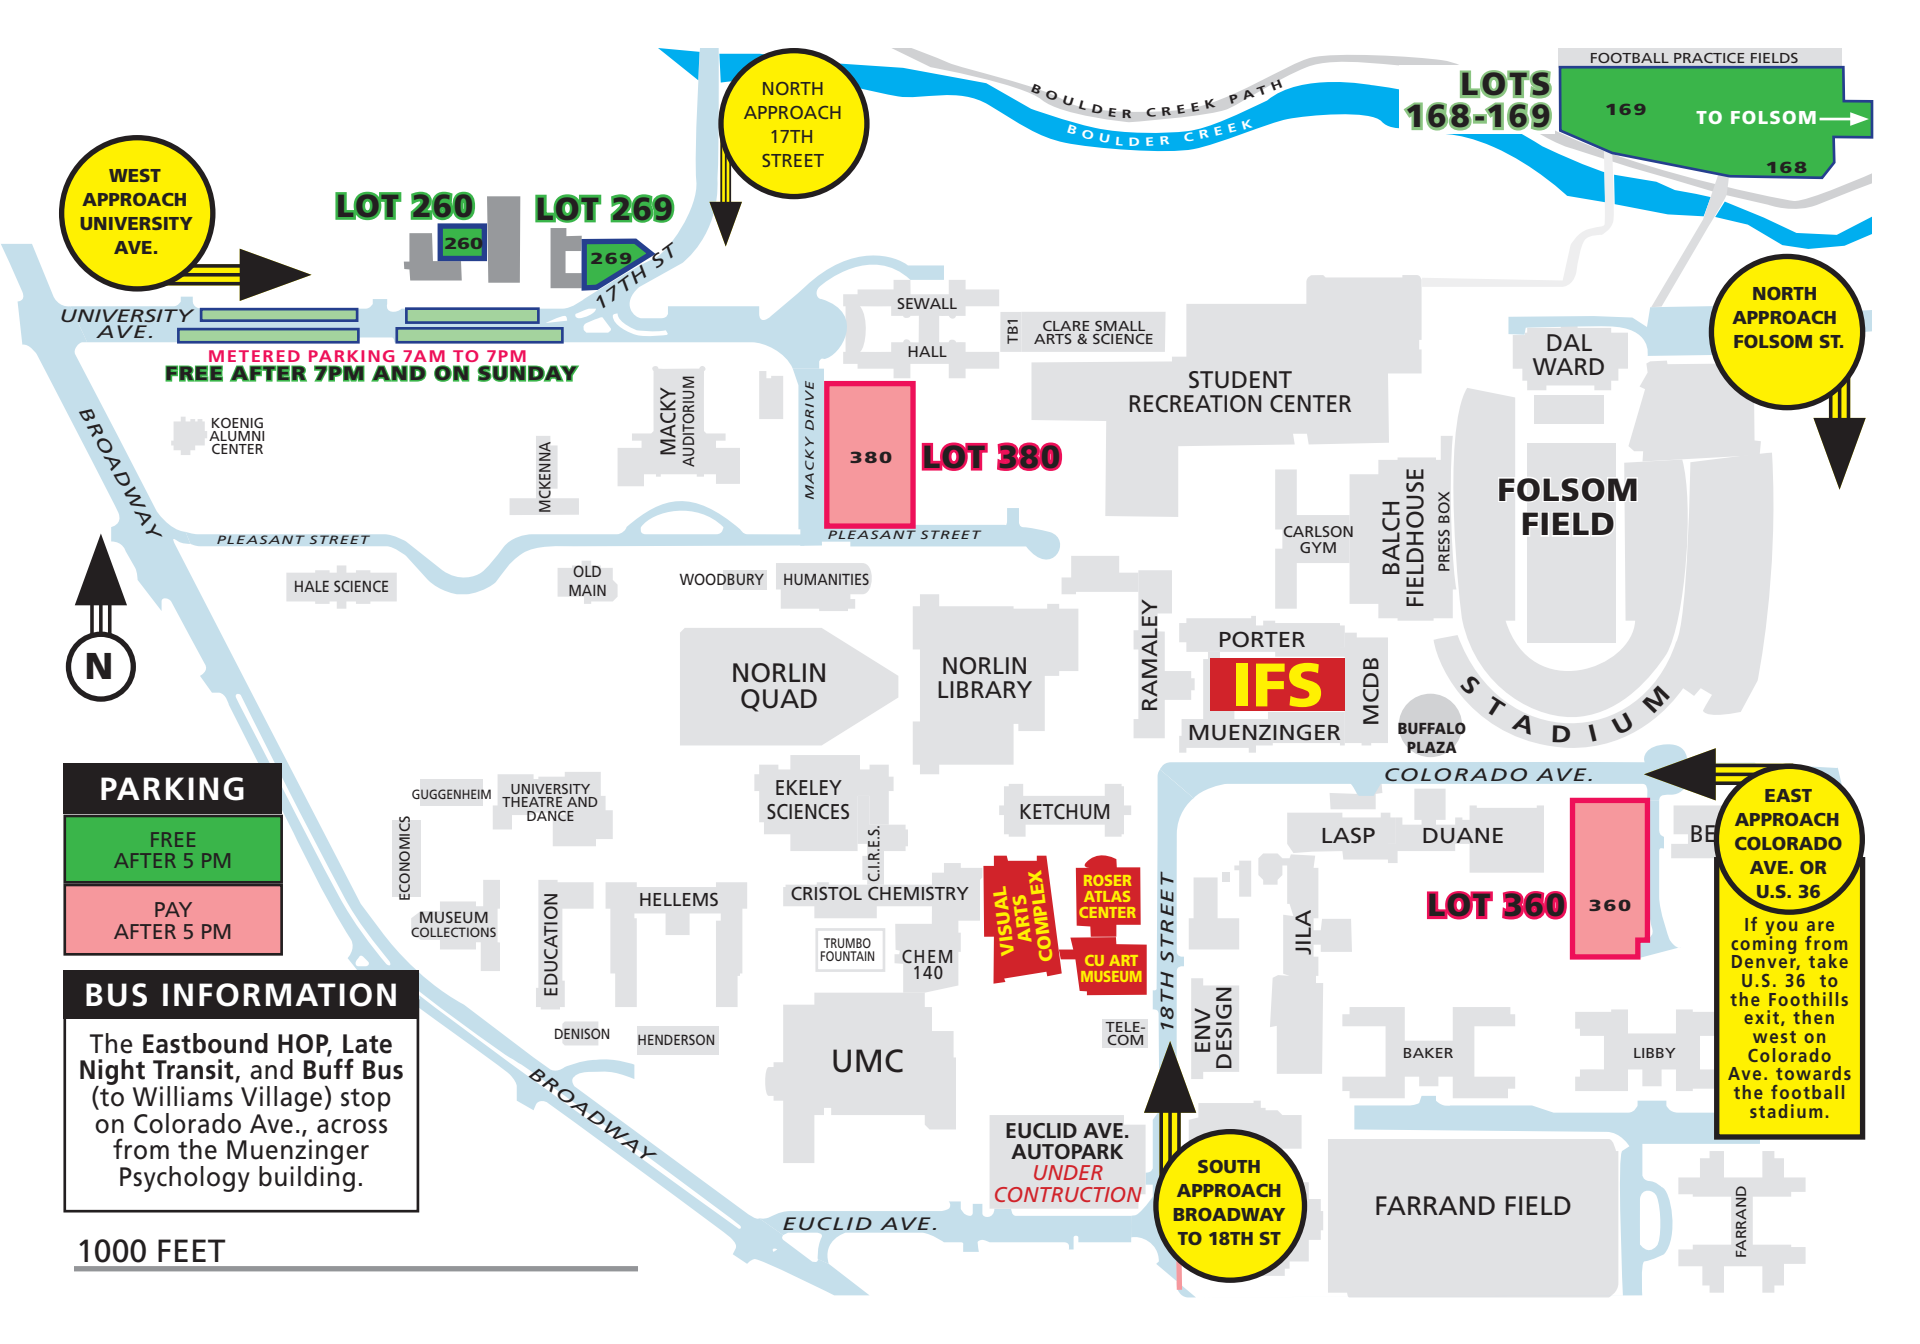 FOOTBALL PRACTICE FIELDS
LOTS
168-169
169
TO FOLSOM
168
BOULDER CREEK PATH
BOULDER CREEK
NORTH
APPROACH
17TH
STREET
WEST
APPROACH
UNIVERSITY
AVE.
LOT 260
260
LOT 269
269
17TH ST
UNIVERSITY
AVE.
METERED PARKING 7AM TO 7PM
FREE AFTER 7PM AND ON SUNDAY
SEWALL
HALL
TB1
CLARE SMALL
ARTS & SCIENCE
STUDENT
RECREATION CENTER
DAL
WARD
NORTH
APPROACH
FOLSOM ST.
BROADWAY
KOENIG
ALUMNI
CENTER
MCKENNA
MACKY
AUDITORIUM
MACKY DRIVE
380
LOT 380
CARLSON
GYM
BALCH
FIELDHOUSE
PRESS BOX
FOLSOM
FIELD
STADIUM
PLEASANT STREET
PLEASANT STREET
HALE SCIENCE
OLD
MAIN
WOODBURY
HUMANITIES
N
NORLIN
QUAD
NORLIN
LIBRARY
RAMALEY
PORTER
IFS
MCDB
MUENZINGER
BUFFALO
PLAZA
COLORADO AVE.
PARKING
FREE
AFTER 5 PM
PAY
AFTER 5 PM
GUGGENHEIM
UNIVERSITY
THEATRE AND
DANCE
ECONOMICS
EKELEY
SCIENCES
C.I.R.E.S.
KETCHUM
LASP
DUANE
BE
EAST
APPROACH
COLORADO
AVE. OR
U.S. 36
If you are
coming from
Denver, take
U.S. 36 to
the Foothills
exit, then
west on
Colorado
Ave. towards
the football
stadium.
LOT 360
360
MUSEUM
COLLECTIONS
EDUCATION
HELLEMS
CRISTOL CHEMISTRY
TRUMBO
FOUNTAIN
CHEM
140
VISUAL
ARTS
COMPLEX
ROSER
ATLAS
CENTER
CU ART
MUSEUM
18TH STREET
JILA
ENV
DESIGN
TELE-
COM
DENISON
HENDERSON
UMC
BAKER
LIBBY
BUS INFORMATION
The Eastbound HOP, Late
Night Transit, and Buff Bus
(to Williams Village) stop
on Colorado Ave., across
from the Muenzinger
Psychology building.
BROADWAY
EUCLID AVE.
AUTOPARK
UNDER
CONTRUCTION
SOUTH
APPROACH
BROADWAY
TO 18TH ST
FARRAND FIELD
FARRAND
EUCLID AVE.
1000 FEET